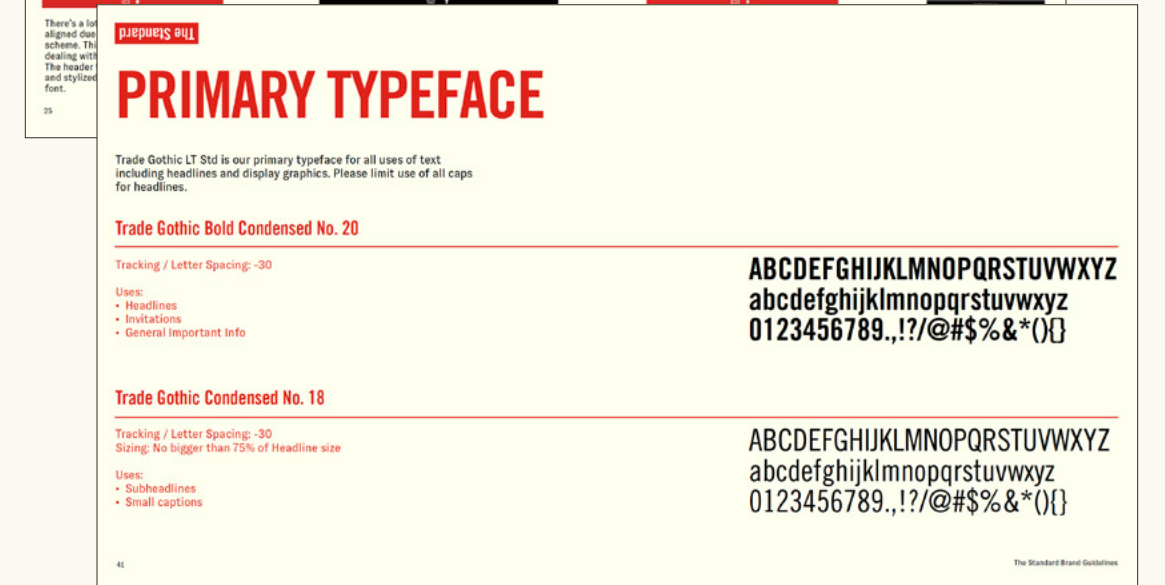 There's a lot
aligned due
scheme. Thi
dealing with
The header
and stylized
font.
25
The Standard
PRIMARY TYPEFACE
Trade Gothic LT Std is our primary typeface for all uses of text
including headlines and display graphics. Please limit use of all caps
for headlines.
Trade Gothic Bold Condensed No. 20
Tracking / Letter Spacing: -30
Uses:
• Headlines
• Invitations
• General Important Info
ABCDEFGHIJKLMNOPQRSTUVWXYZ
abcdefghijklmnopqrstuvwxyz
0123456789.,!?/@#$%&*(){}
Trade Gothic Condensed No. 18
Tracking / Letter Spacing: -30
Sizing: No bigger than 75% of Headline size
Uses:
• Subheadlines
• Small captions
ABCDEFGHIJKLMNOPQRSTUVWXYZ
abcdefghijklmnopqrstuvwxyz
0123456789.,!?/@#$%&*(){}
41
The Standard Brand Guidelines